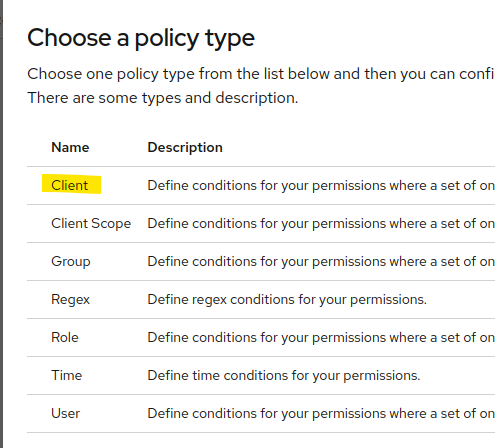 Choose a policy type
Choose one policy type from the list below and then you can confi
There are some types and description.
Name Description
Client Define conditions for your permissions where a set of on
Client Scope Define conditions for your permissions where a set of on
Group Define conditions for your permissions where a set of on
Regex Define regex conditions for your permissions.
Role Define conditions for your permissions where a set of on
Time Define time conditions for your permissions.
User Define conditions for your permissions where a set of on